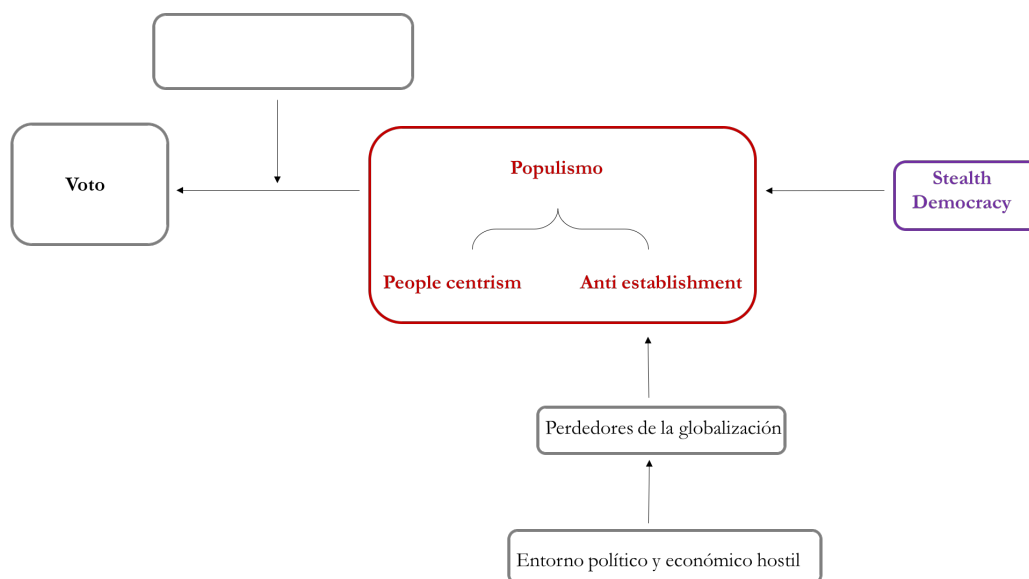 Voto
Populismo
People centrism
Anti establishment
Stealth
Democracy
Perdedores de la globalización
Entorno político y económico hostil